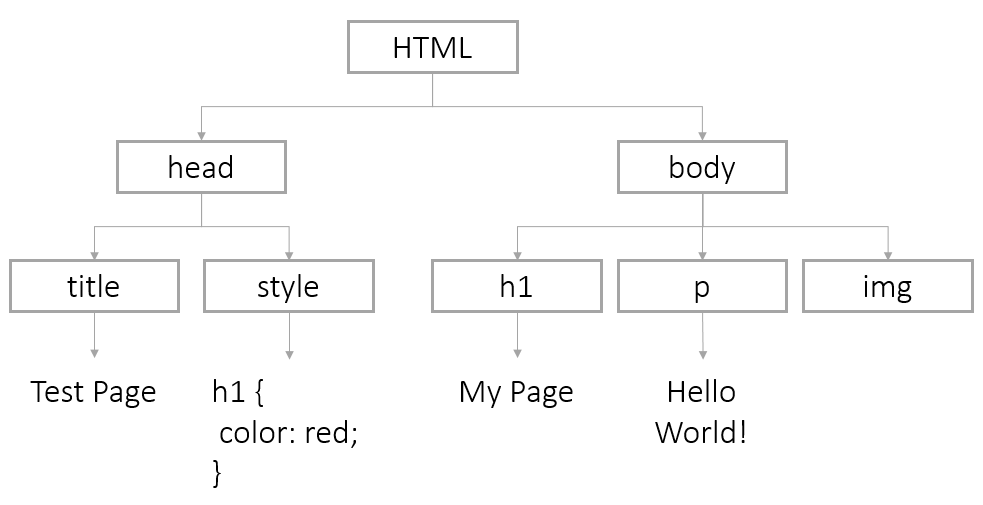 HTML
head
body
title
style
h1
p
img
Test Page
h1 {
color: red;
}
My Page
Hello
World!